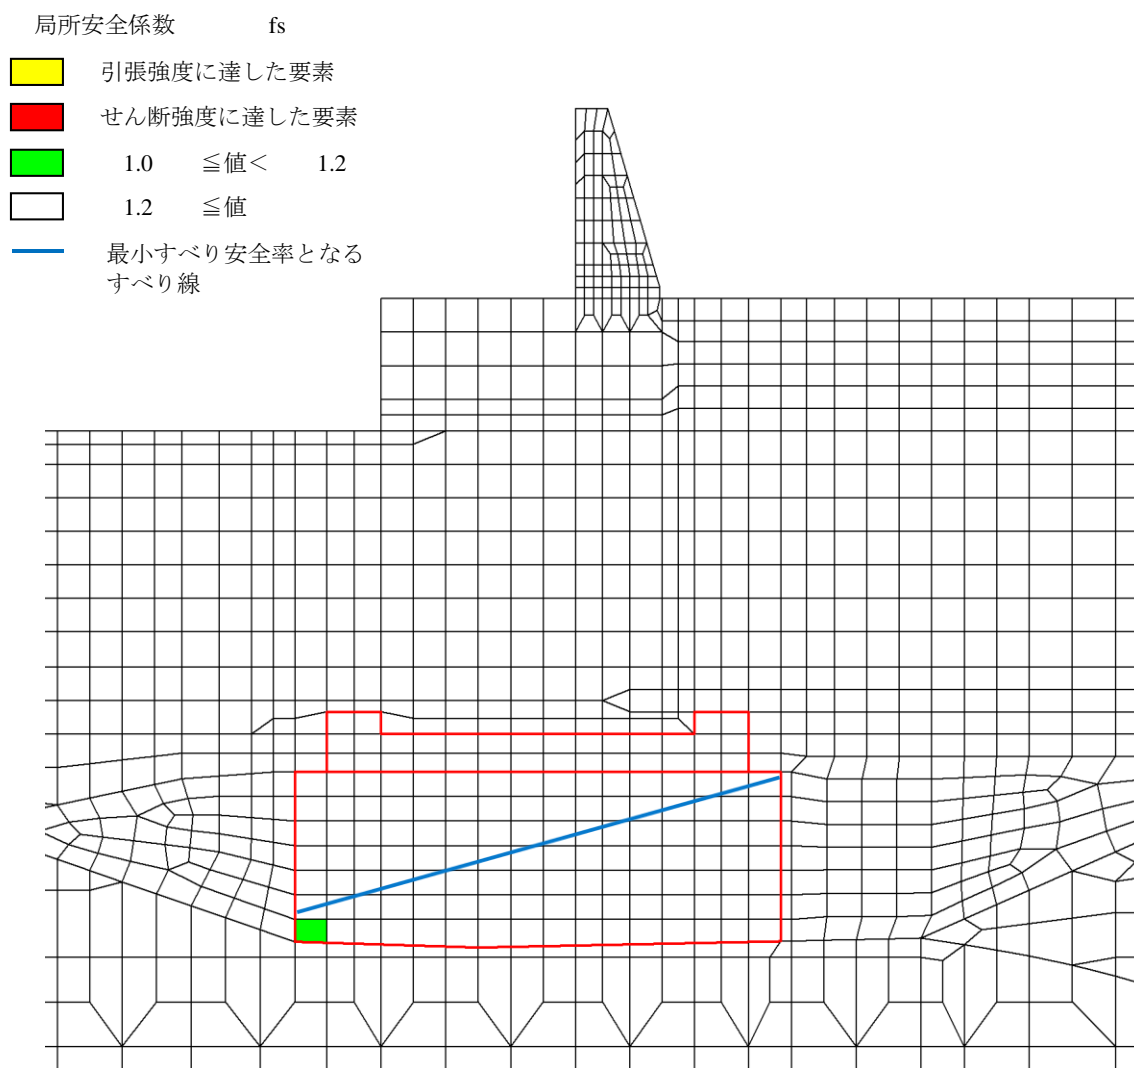 局所安全係数 fs
引張強度に達した要素
せん断強度に達した要素
1.0 ≦値< 1.2
1.2 ≦値
最小すべり安全率となる
すべり線